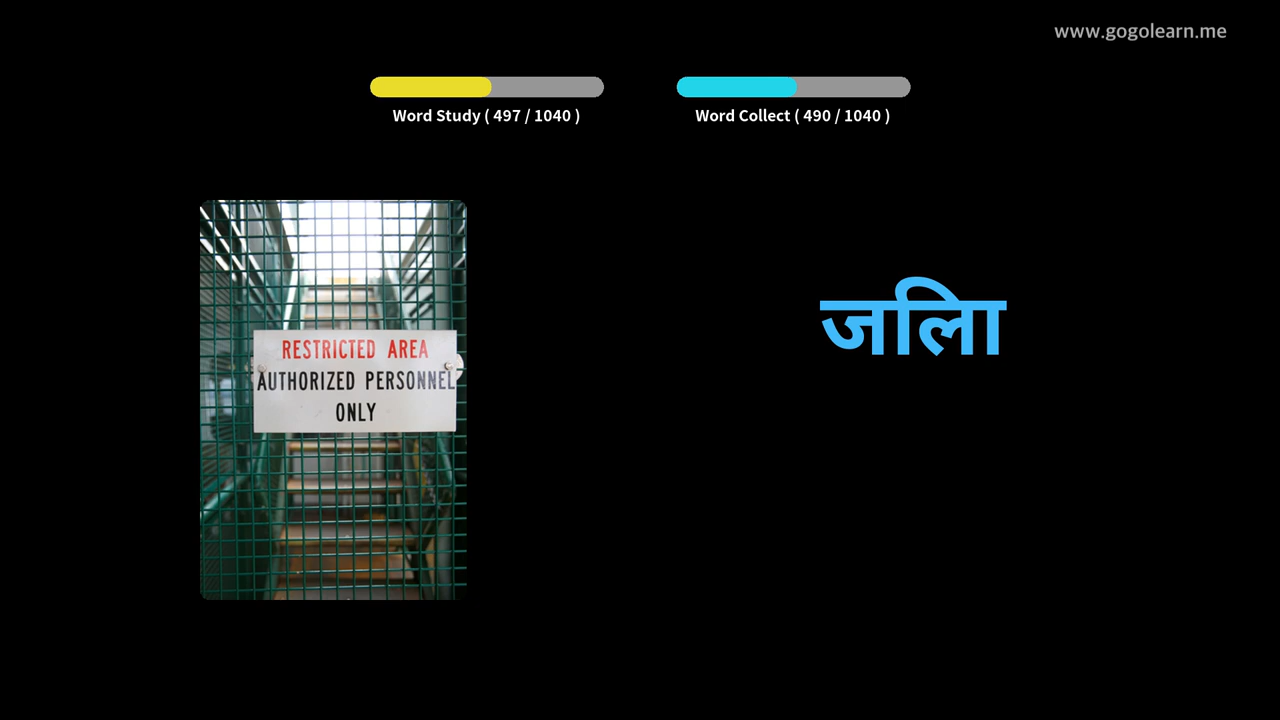 www.gogolearn.me
Word Study ( 497 / 1040 )
Word Collect ( 490 / 1040 )
RESTRICTED AREA
AUTHORIZED PERSONNEL
ONLY
जलिा